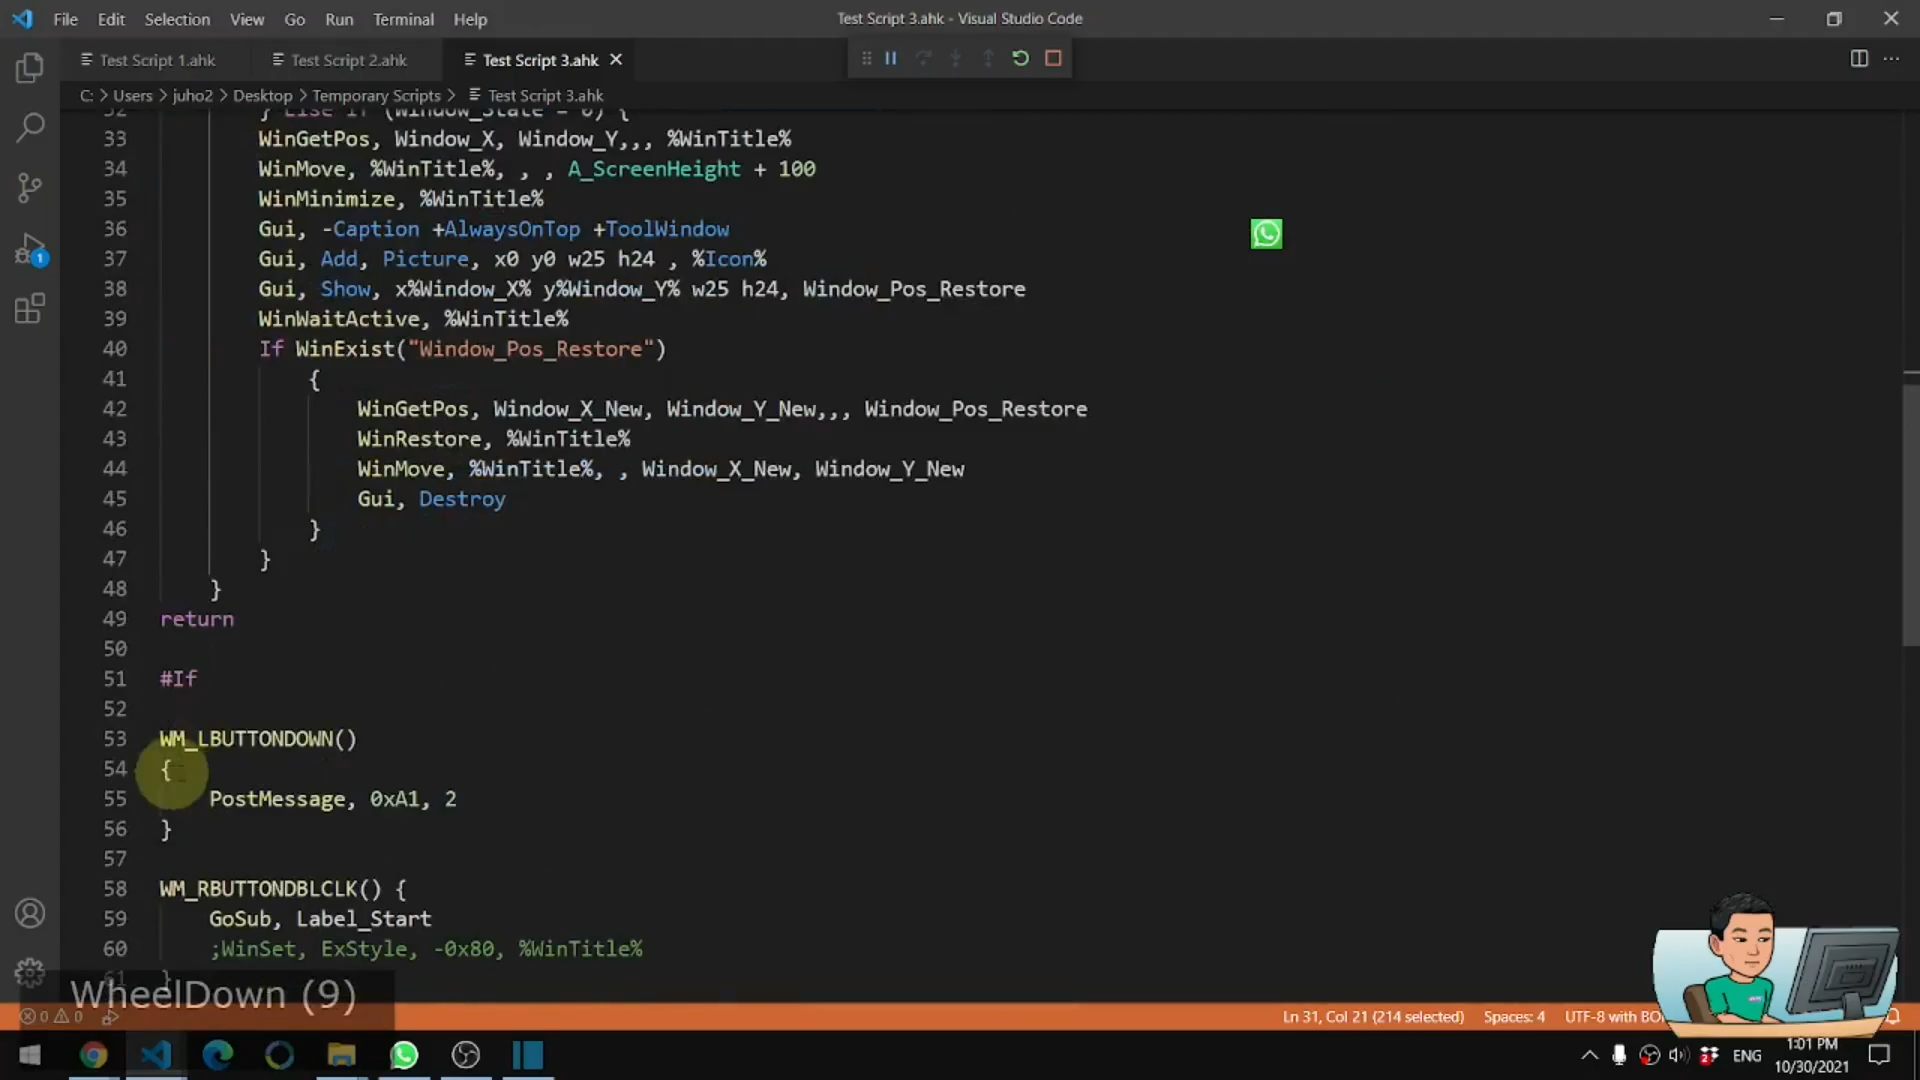 File Edit Selection View Go Run Terminal Help
Test Script 3.ahk - Visual Studio Code
Test Script 1.ahk
Test Script 2.ahk
Test Script 3.ahk
C: > Users > juho2 > Desktop > Temporary Scripts > Test Script 3.ahk
32 } Else If (Window_State = 0) {
33 WinGetPos, Window_X, Window_Y,,, %WinTitle%
34 WinMove, %WinTitle%, , , A_ScreenHeight + 100
35 WinMinimize, %WinTitle%
36 Gui, -Caption +AlwaysOnTop +ToolWindow
37 Gui, Add, Picture, x0 y0 w25 h24 , %Icon%
38 Gui, Show, x%Window_X% y%Window_Y% w25 h24, Window_Pos_Restore
39 WinWaitActive, %WinTitle%
40 If WinExist("Window_Pos_Restore")
41 {
42 WinGetPos, Window_X_New, Window_Y_New,,, Window_Pos_Restore
43 WinRestore, %WinTitle%
44 WinMove, %WinTitle%, , Window_X_New, Window_Y_New
45 Gui, Destroy
46 }
47 }
48 }
49 return
50
51 #If
52
53 WM_LBUTTONDOWN()
54 {
55 PostMessage, 0xA1, 2
56 }
57
58 WM_RBUTTONDBLCLK() {
59 GoSub, Label_Start
60 ;WinSet, ExStyle, -0x80, %WinTitle%
61 }
WheelDown (9)
0 0
Ln 31, Col 21 (214 selected) Spaces: 4 UTF-8 with
1
2
ENG
1:01 PM
10/30/2021